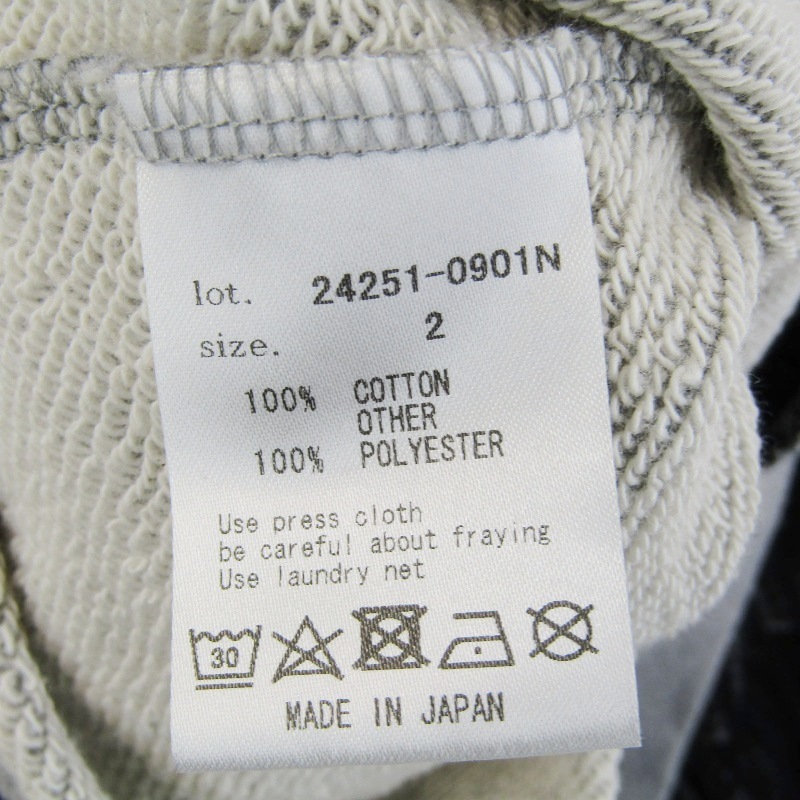 lot. 24251-0901N
size. 2
100% COTTON
OTHER
100% POLYESTER
Use press cloth
be careful about fraying
Use laundry net
30
MADE IN JAPAN